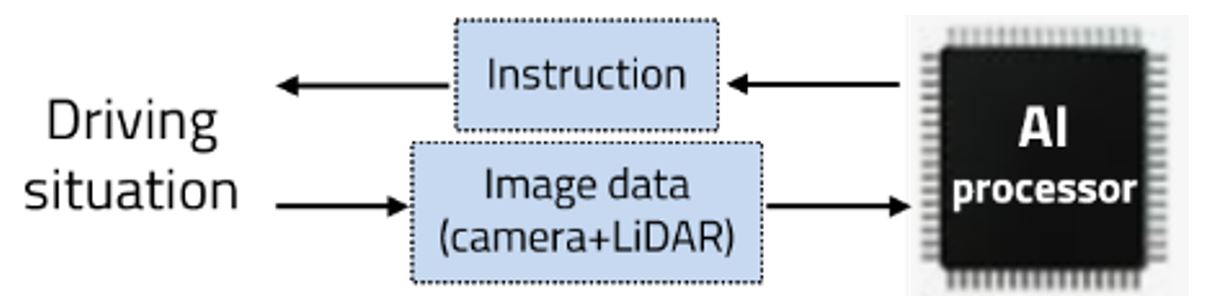 Driving
situation
Instruction
Image data
(camera+LiDAR)
AI
processor